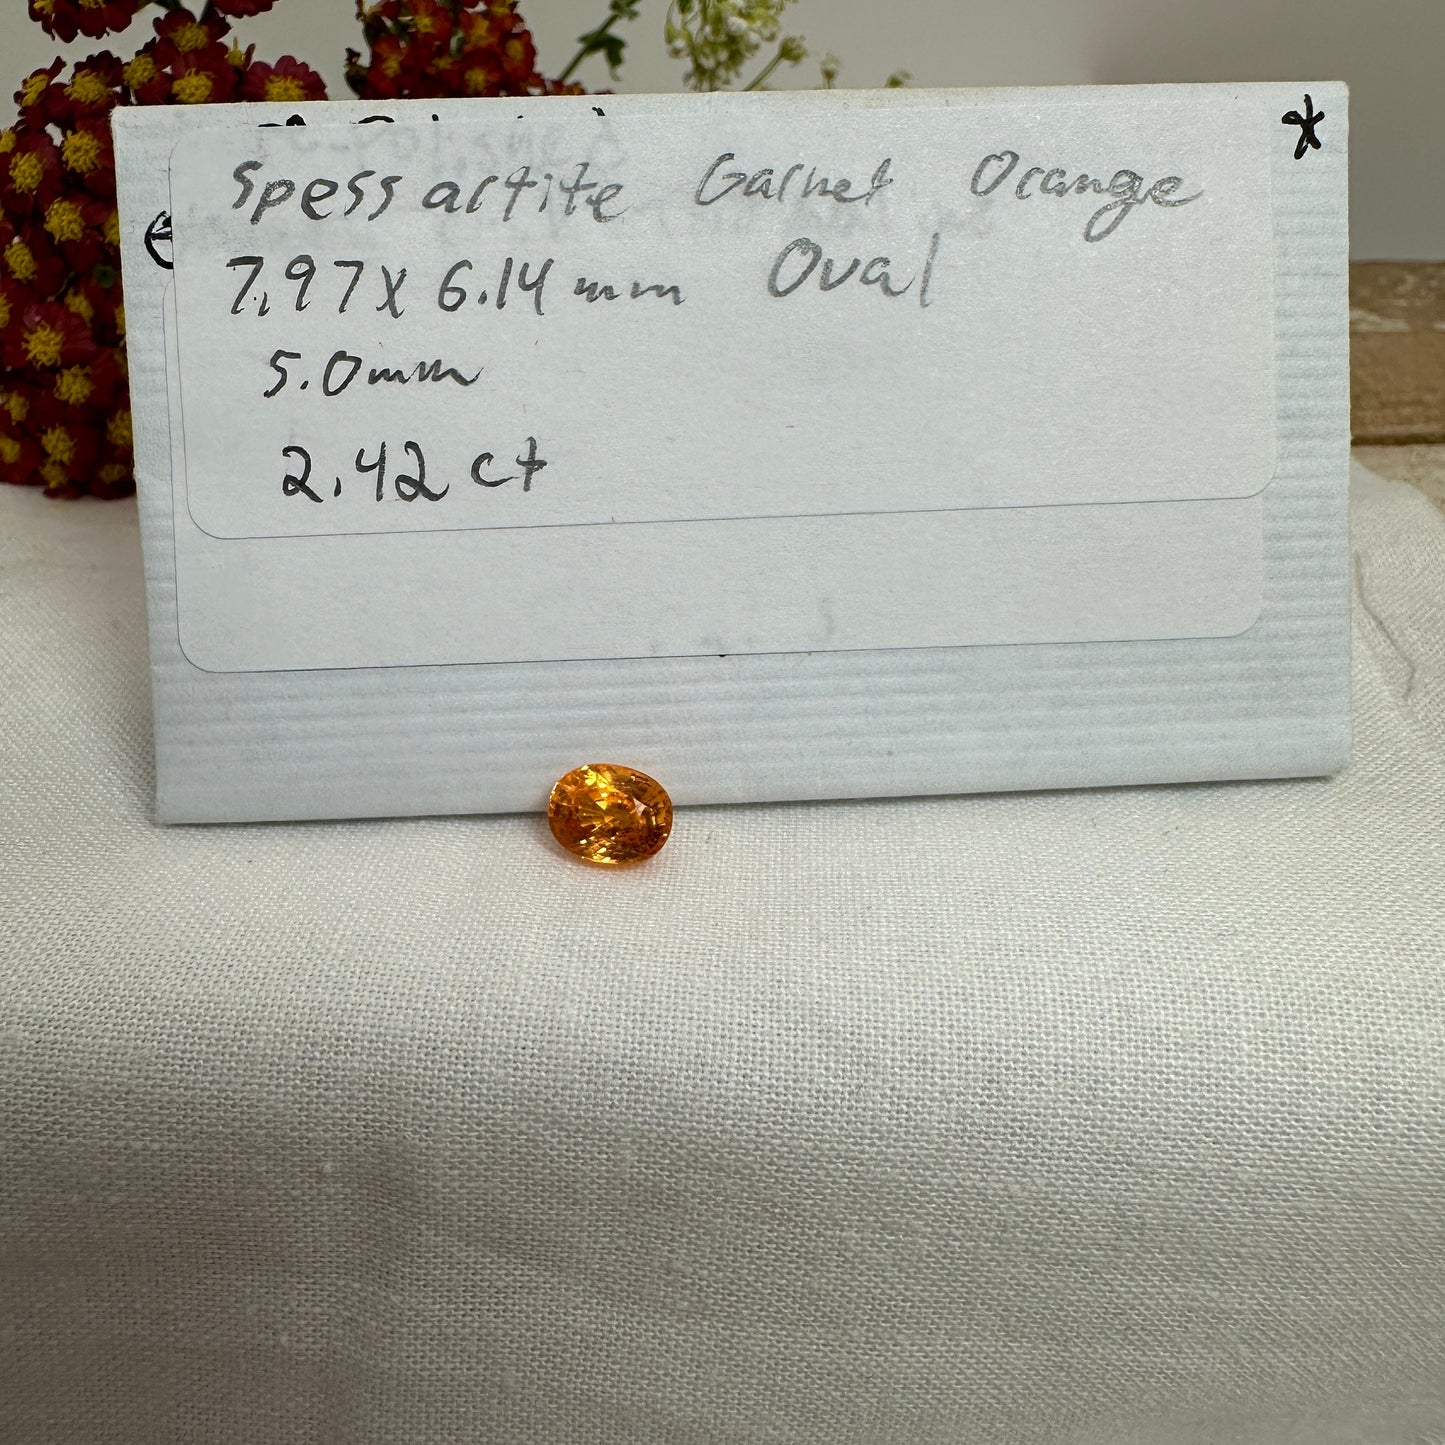 *
Spessartite Garnet Orange
7.97 x 6.14 mm Oval
5.0mm
2.42 ct